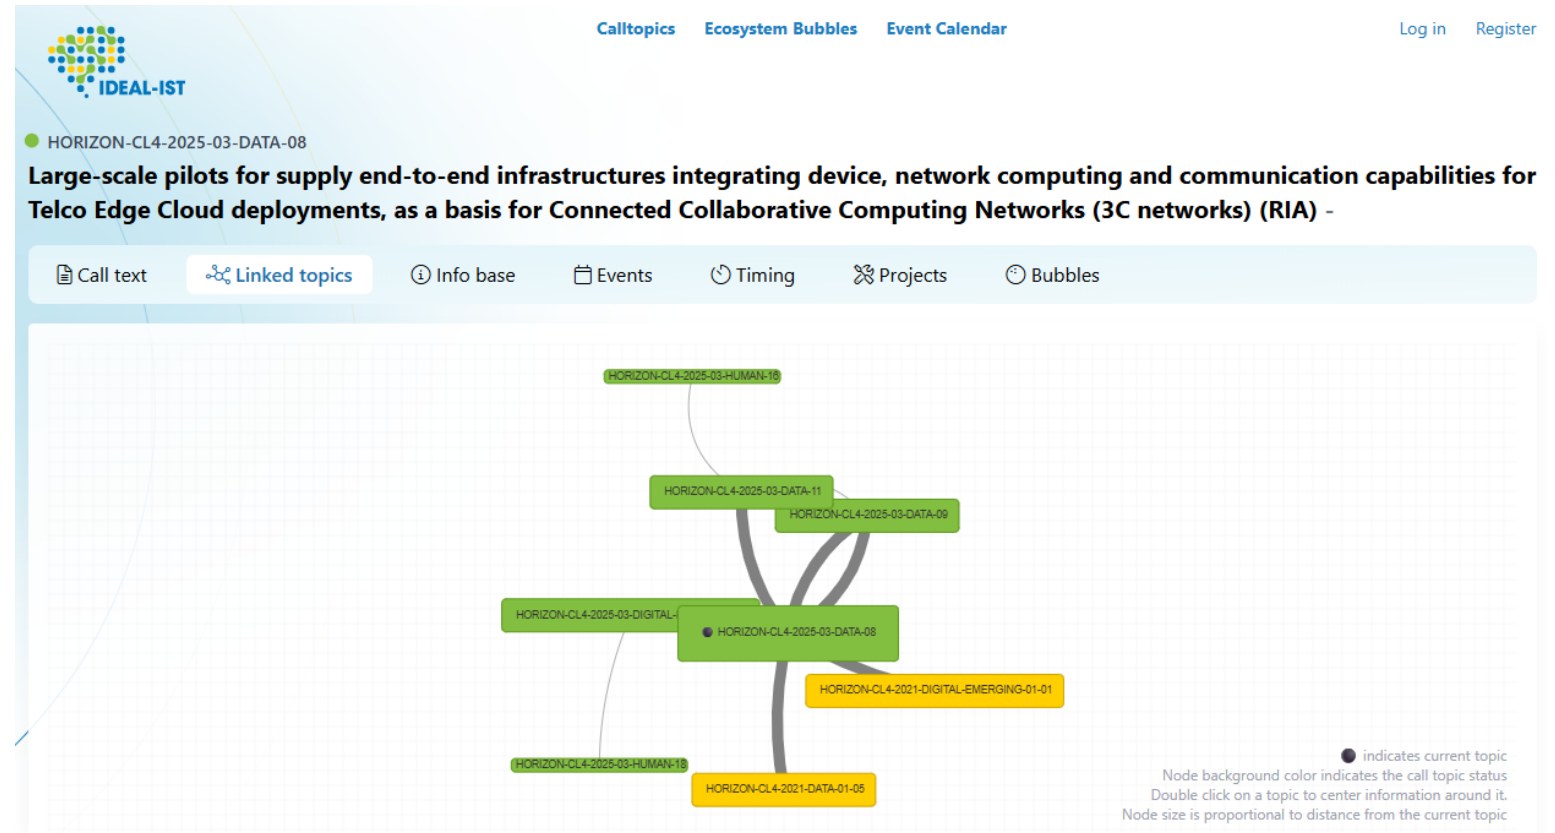 Calltopics Ecosystem Bubbles Event Calendar Log in Register
IDEAL-IST
HORIZON-CL4-2025-03-DATA-08
Large-scale pilots for supply end-to-end infrastructures integrating device, network computing and communication capabilities for
Telco Edge Cloud deployments, as a basis for Connected Collaborative Computing Networks (3C networks) (RIA) -
Call text Linked topics Info base Events Timing Projects Bubbles
HORIZON-CL4-2025-03-HUMAN-16
HORIZON-CL4-2025-03-DATA-11
HORIZON-CL4-2025-03-DATA-09
HORIZON-CL4-2025-03-DIGITAL-
HORIZON-CL4-2025-03-DATA-08
HORIZON-CL4-2021-DIGITAL-EMERGING-01-01
HORIZON-CL4-2025-03-HUMAN-18
HORIZON-CL4-2021-DATA-01-05
indicates current topic
Node background color indicates the call topic status
Double click on a topic to center information around it.
Node size is proportional to distance from the current topic